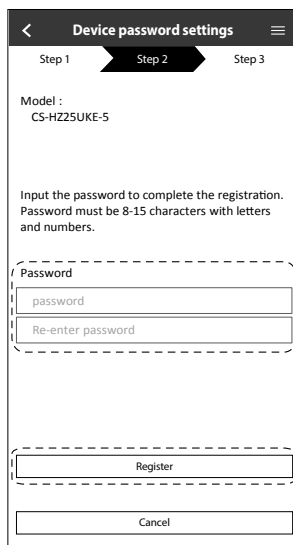 Device password settings
Step 1 Step 2 Step 3
Model :
CS-HZ25UKE-5
Input the password to complete the registration.
Password must be 8-15 characters with letters
and numbers.
Password
password
Re-enter password
Register
Cancel